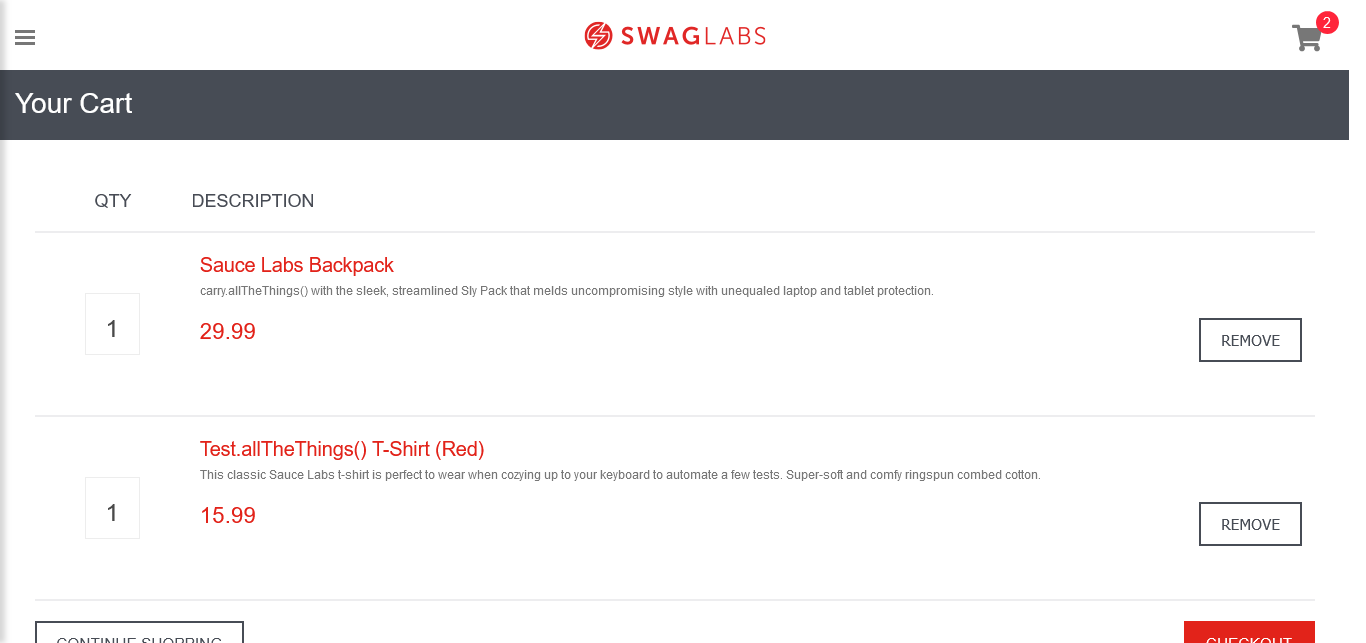 SWAGLABS
2
Your Cart
QTY DESCRIPTION
Sauce Labs Backpack
carry.allTheThings() with the sleek, streamlined Sly Pack that melds uncompromising style with unequaled laptop and tablet protection.
1
29.99
REMOVE
Test.allTheThings() T-Shirt (Red)
This classic Sauce Labs t-shirt is perfect to wear when cozying up to your keyboard to automate a few tests. Super-soft and comfy ringspun combed cotton.
1
15.99
REMOVE
CONTINUE SHOPPING CHECKOUT